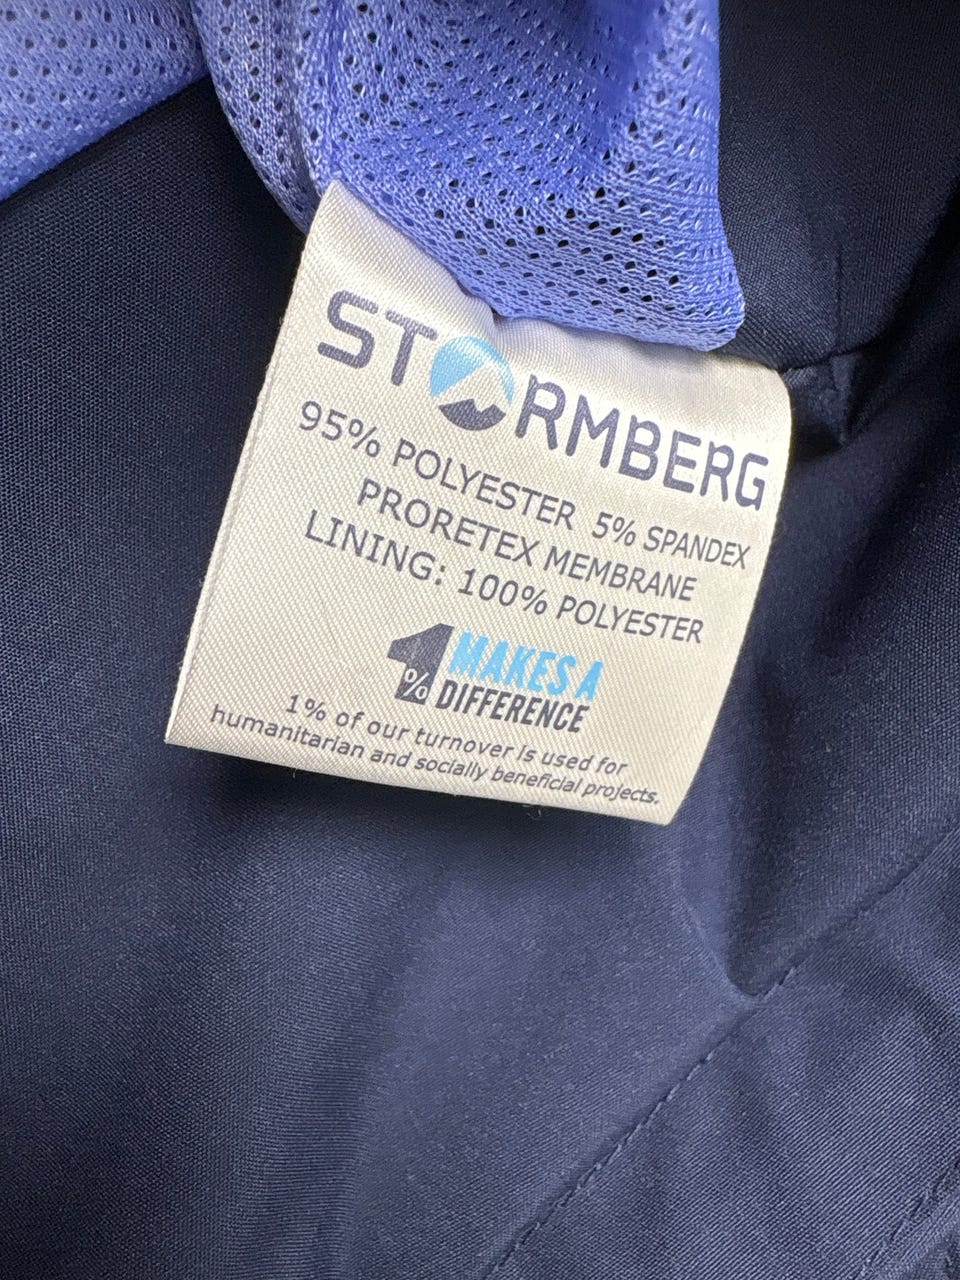 STORMBERG
95% POLYESTER 5% SPANDEX
PRORETEX MEMBRANE
LINING: 100% POLYESTER
1% MAKES A
DIFFERENCE
1% of our turnover is used for
humanitarian and socially beneficial projects.